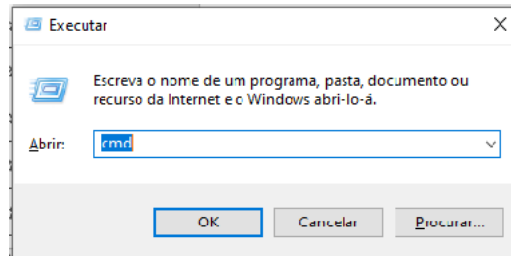 Executar
Escreva o nome de um programa, pasta, documento ou
recurso da Internet e o Windows abri-lo-á.
Abrir:
cmd
OK
Cancelar
Procurar...